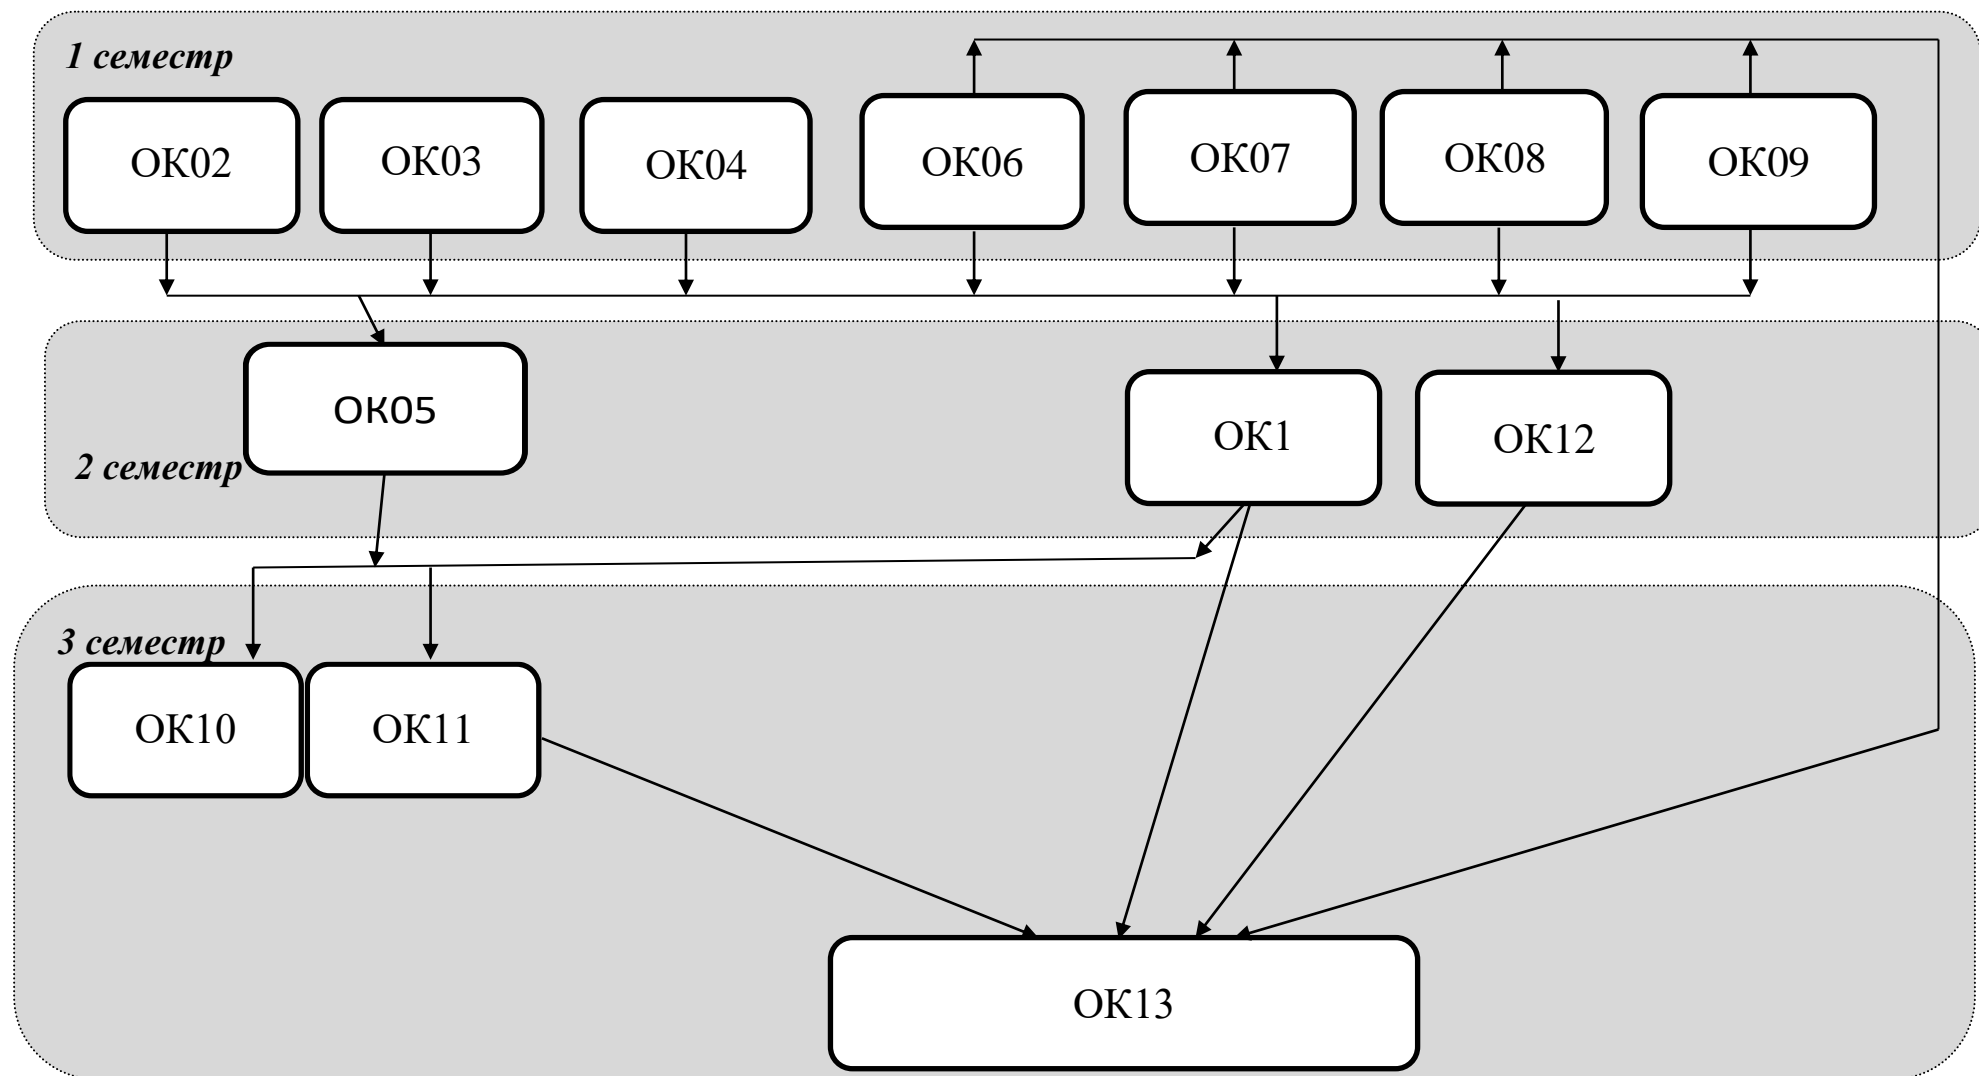 1 семестр
ОК02
ОК03
ОК04
ОК06
ОК07
ОК08
ОК09
ОК05
ОК1
ОК12
2 семестр
3 семестр
ОК10
ОК11
ОК13